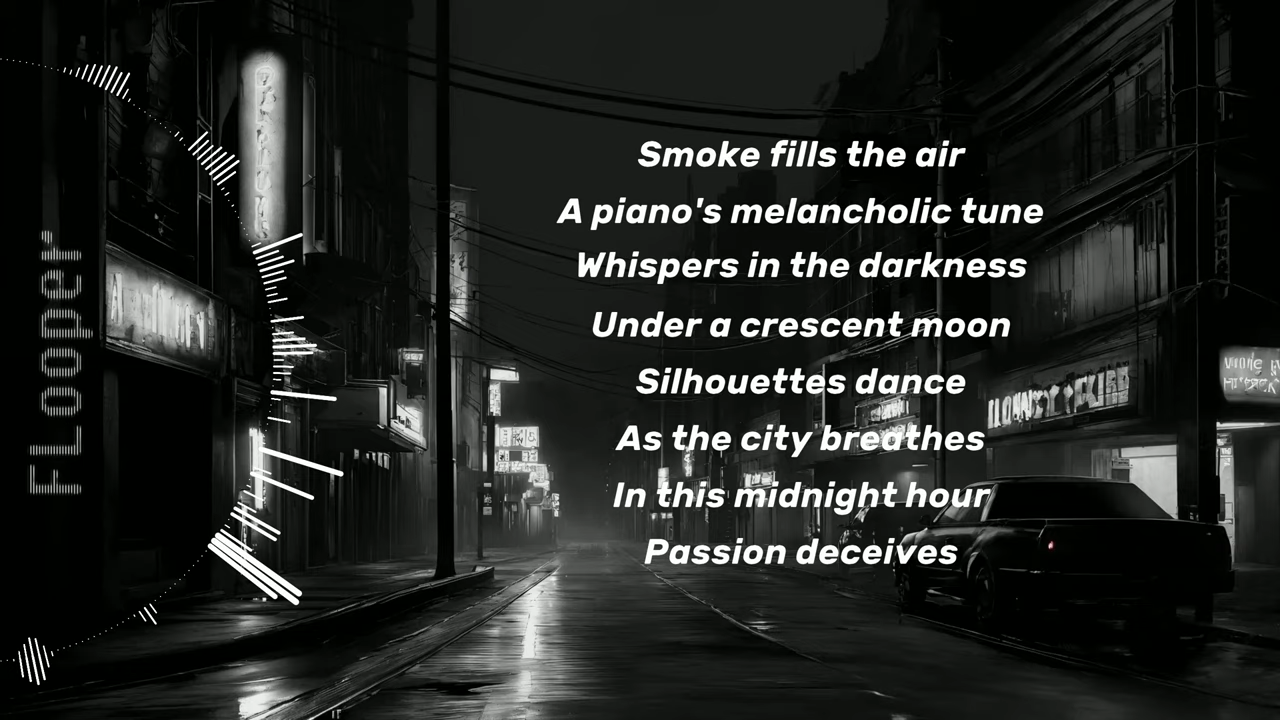 FLooper
Smoke fills the air
A piano's melancholic tune
Whispers in the darkness
Under a crescent moon
Silhouettes dance
As the city breathes
In this midnight hour
Passion deceives